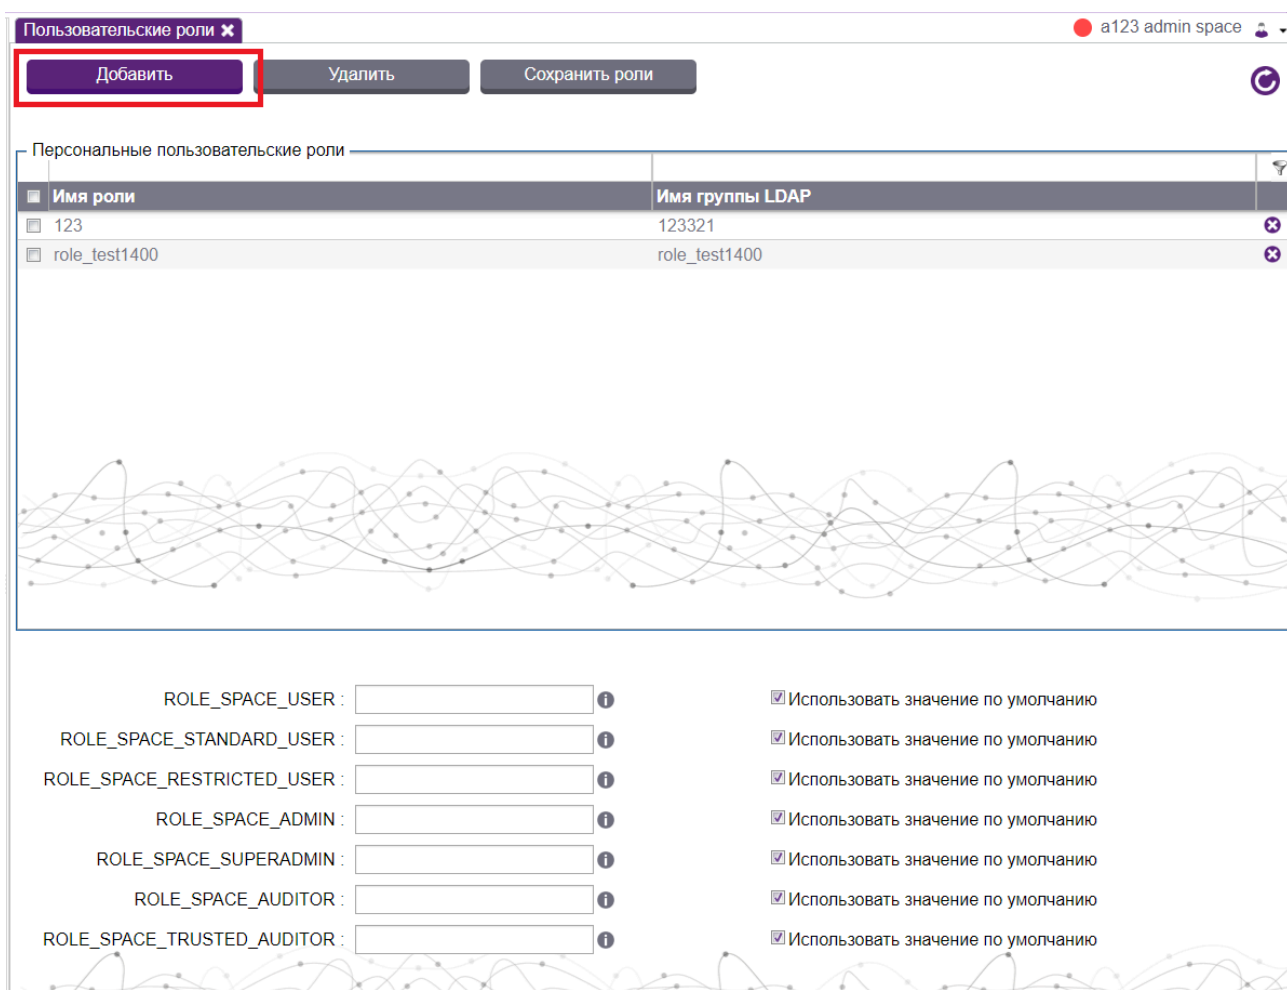 Пользовательские роли
a123 admin space
Добавить Удалить Сохранить роли
Персональные пользовательские роли
Имя роли Имя группы LDAP
123 123321
role_test1400 role_test1400
ROLE_SPACE_USER : Использовать значение по умолчанию
ROLE_SPACE_STANDARD_USER : Использовать значение по умолчанию
ROLE_SPACE_RESTRICTED_USER : Использовать значение по умолчанию
ROLE_SPACE_ADMIN : Использовать значение по умолчанию
ROLE_SPACE_SUPERADMIN : Использовать значение по умолчанию
ROLE_SPACE_AUDITOR : Использовать значение по умолчанию
ROLE_SPACE_TRUSTED_AUDITOR : Использовать значение по умолчанию